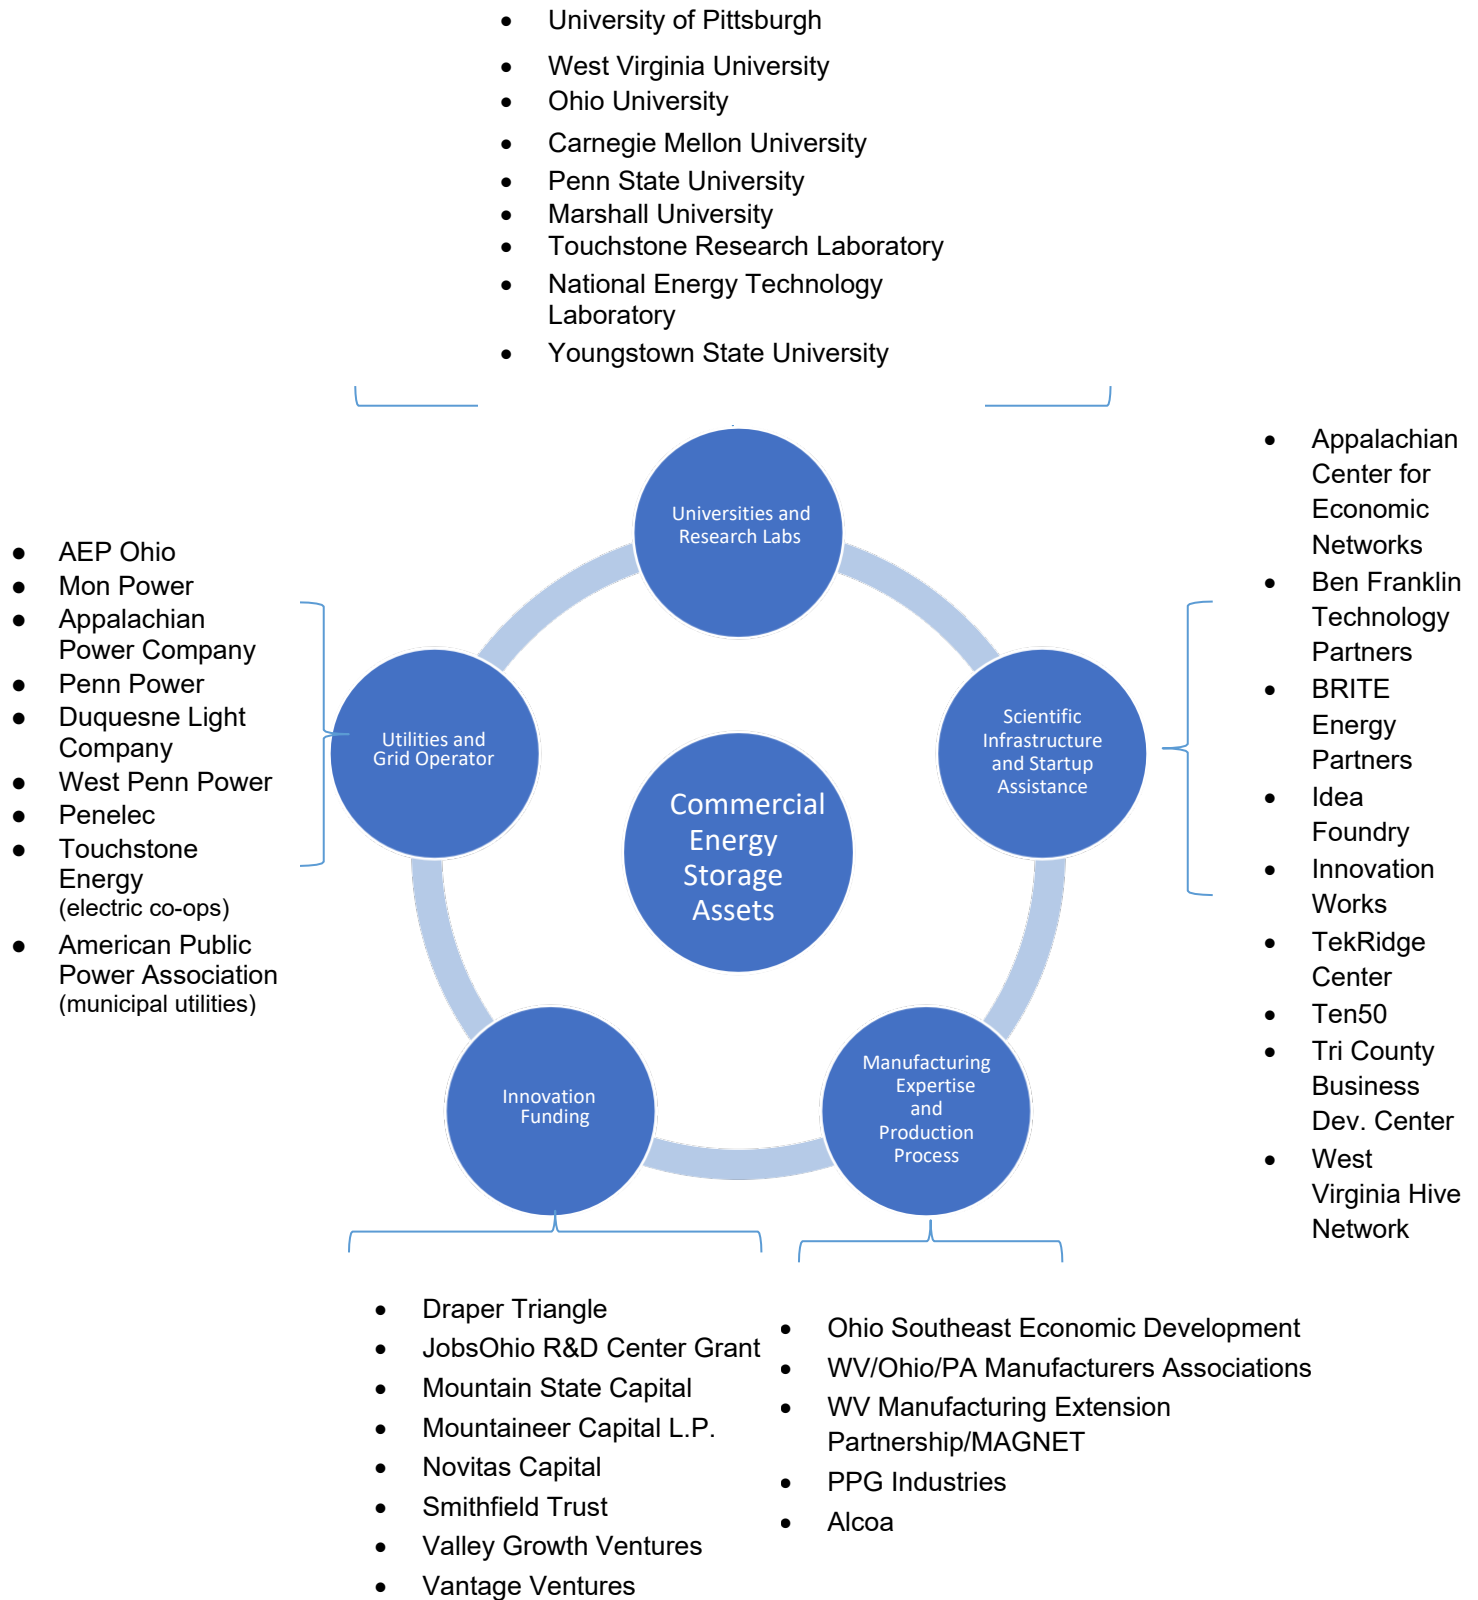 • University of Pittsburgh
• West Virginia University
• Ohio University
• Carnegie Mellon University
• Penn State University
• Marshall University
• Touchstone Research Laboratory
• National Energy Technology
Laboratory
• Youngstown State University
Universities and
Research Labs
• AEP Ohio
• Mon Power
• Appalachian
Power Company
• Penn Power
• Duquesne Light
Company
• West Penn Power
• Penelec
• Touchstone
Energy
(electric co-ops)
• American Public
Power Association
(municipal utilities)
Utilities and
Grid Operator
Commercial
Energy
Storage
Assets
Scientific
Infrastructure
and Startup
Assistance
• Appalachian
Center for
Economic
Networks
• Ben Franklin
Technology
Partners
• BRITE
Energy
Partners
• Idea
Foundry
• Innovation
Works
• TekRidge
Center
• Ten50
• Tri County
Business
Dev. Center
• West
Virginia Hive
Network
Innovation
Funding
Manufacturing
Expertise
and
Production
Process
• Draper Triangle
• JobsOhio R&D Center Grant
• Mountain State Capital
• Mountaineer Capital L.P.
• Novitas Capital
• Smithfield Trust
• Valley Growth Ventures
• Vantage Ventures
• Ohio Southeast Economic Development
• WV/Ohio/PA Manufacturers Associations
• WV Manufacturing Extension
Partnership/MAGNET
• PPG Industries
• Alcoa